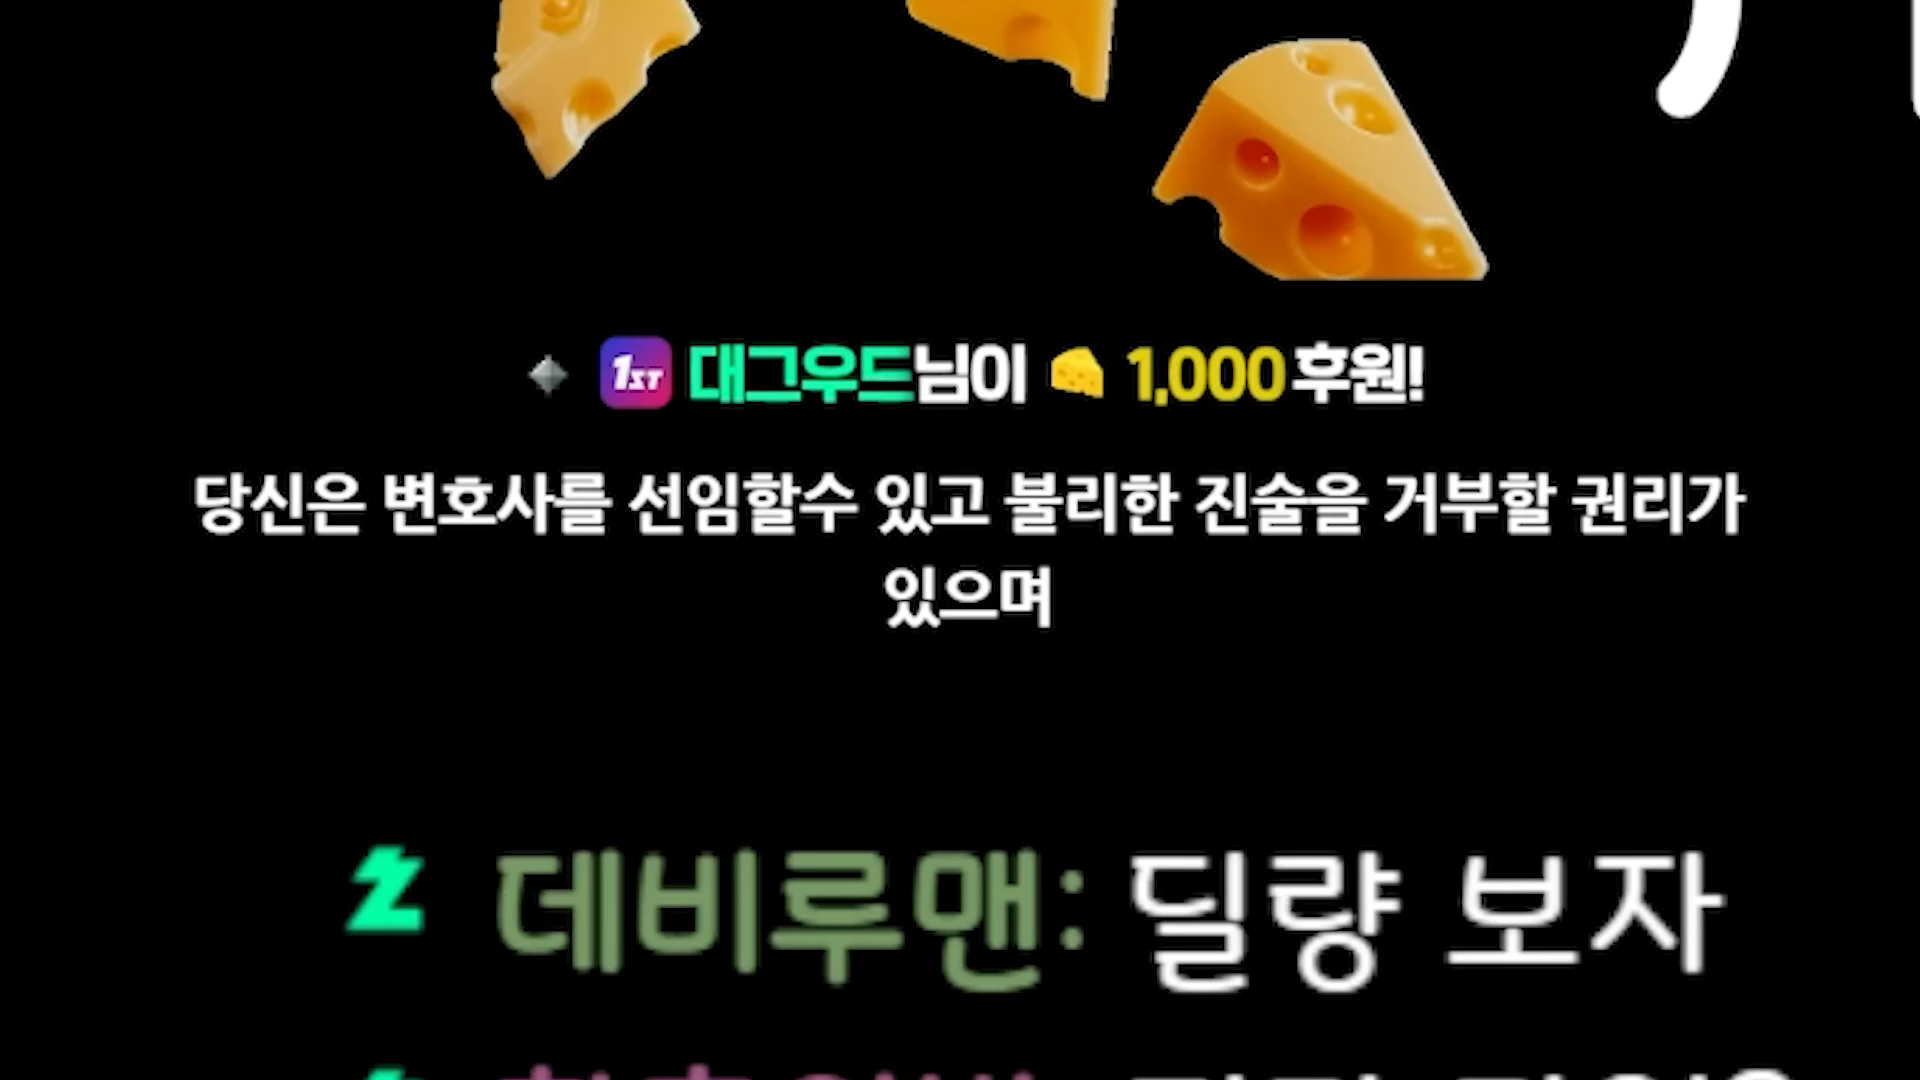 1ST 대그우드님이 1,000 후원!
당신은 변호사를 선임할수 있고 불리한 진술을 거부할 권리가
있으며
데비루맨: 딜량 보자